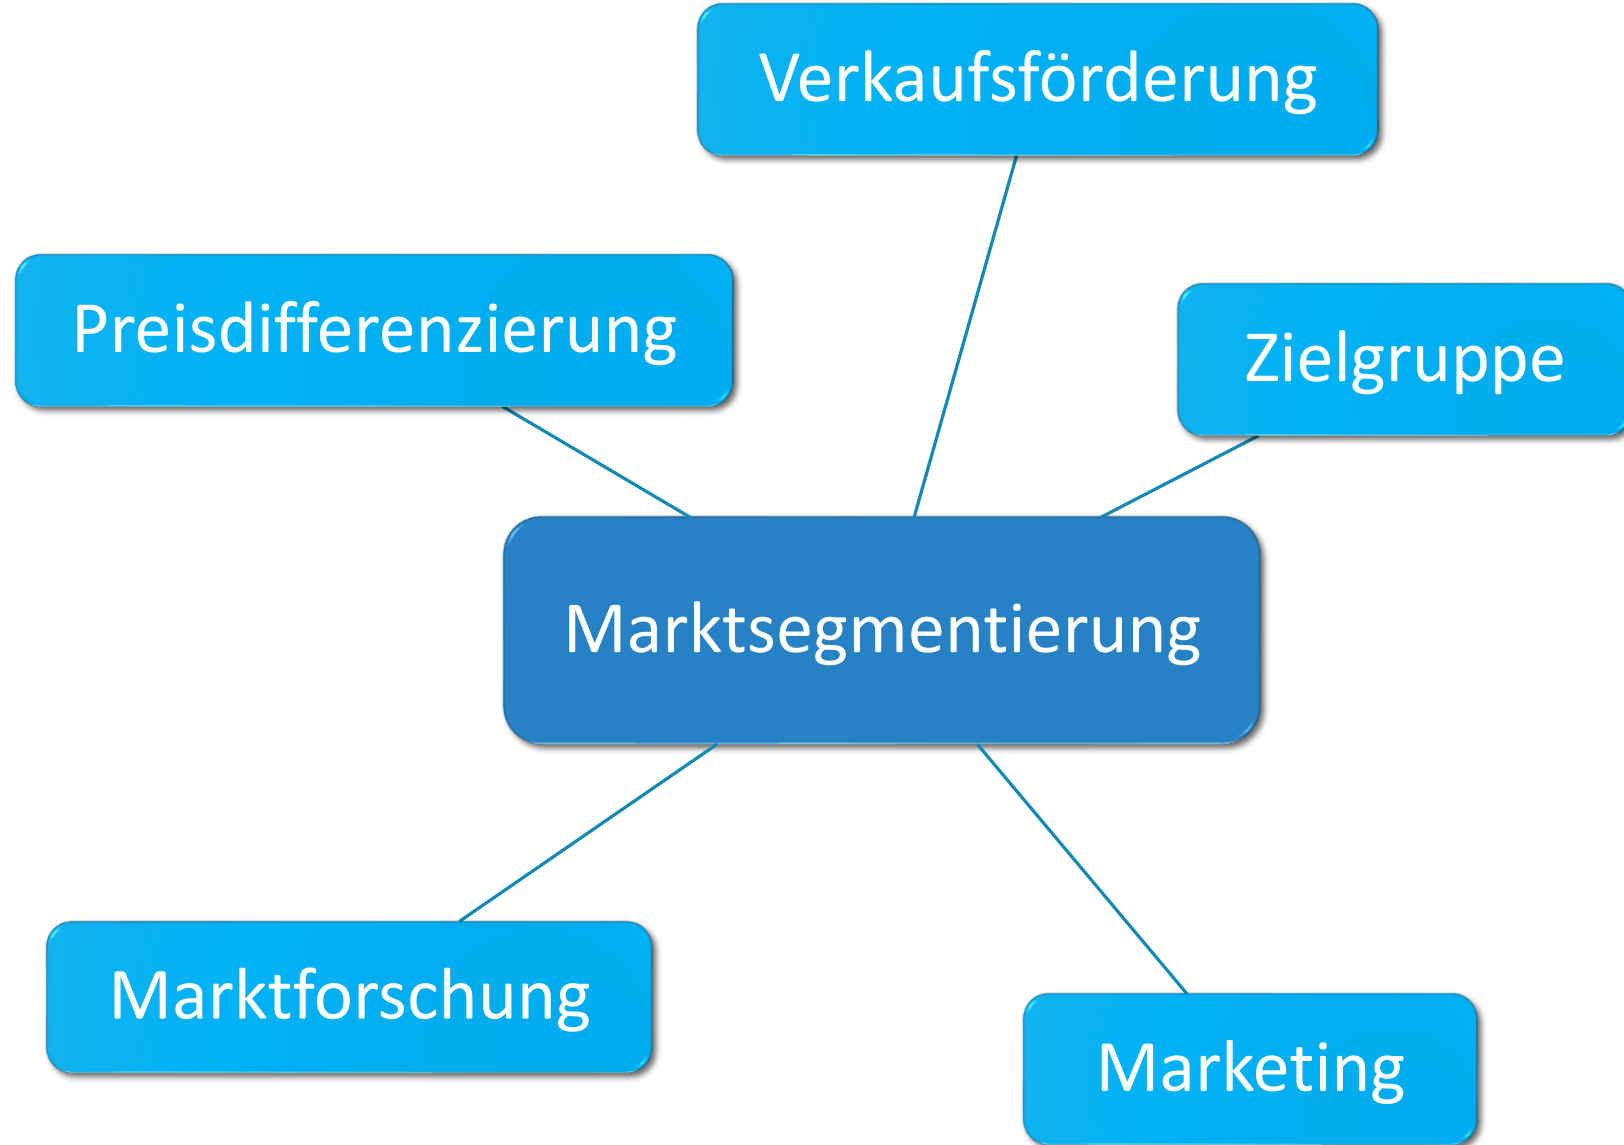 Verkaufsförderung
Preisdifferenzierung
Zielgruppe
Marktsegmentierung
Marktforschung
Marketing